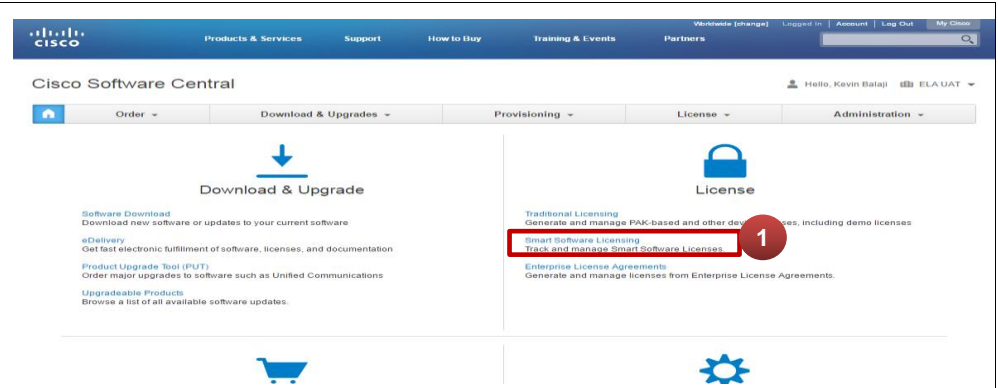 Worldwide [change] Logged In | Account | Log Out My Cisco
CISCO Products & Services Support How to Buy Training & Events Partners
Cisco Software Central
Hello, Kevin Balaji ELA UAT
Order Download & Upgrades Provisioning License Administration
Download & Upgrade
Software Download
Download new software or updates to your current software
eDelivery
Get fast electronic fulfillment of software, licenses, and documentation
Product Upgrade Tool (PUT)
Order major upgrades to software such as Unified Communications
Upgradeable Products
Browse a list of all available software updates.
License
Traditional Licensing
Generate and manage PAK-based and other including demo licenses
Smart Software Licensing
Track and manage Smart Software Licenses.
1
Enterprise License Agreements
Generate and manage licenses from Enterprise License Agreements.